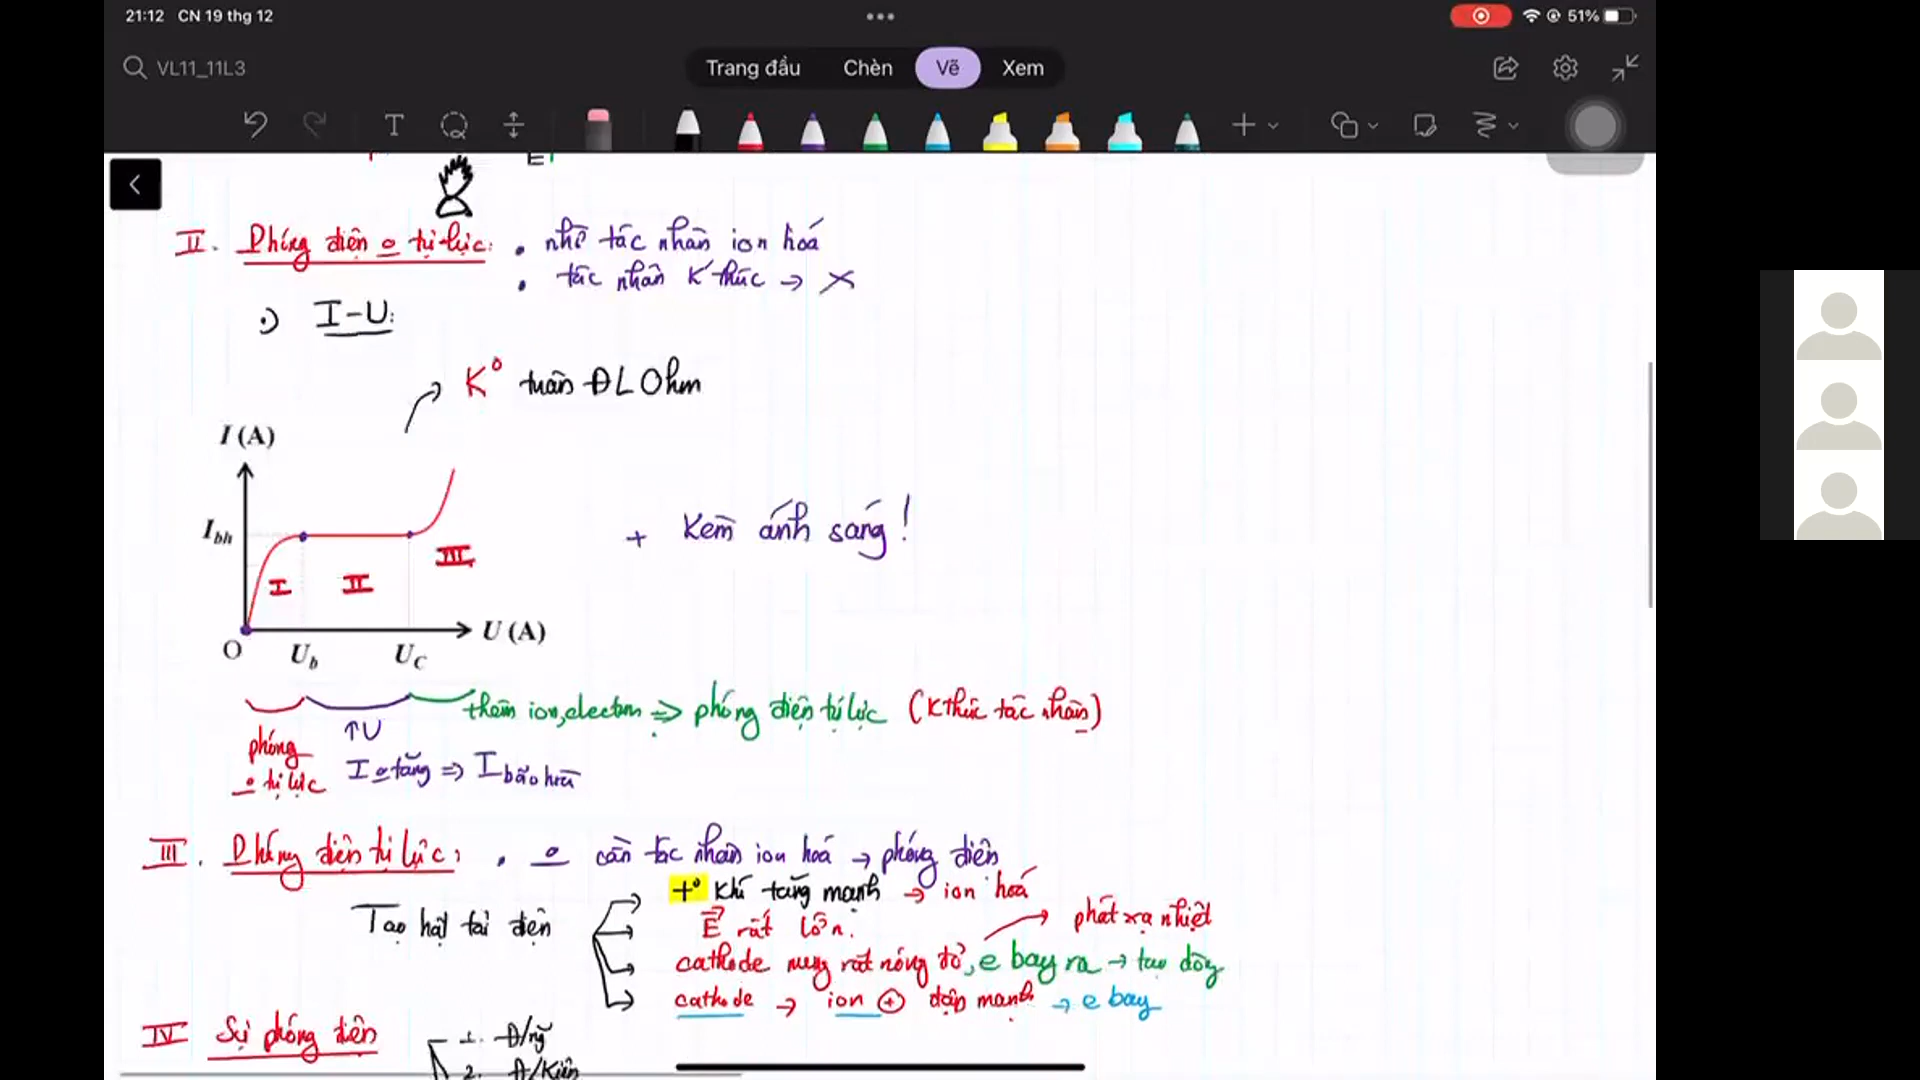 21:12 CN 19 thg 12
51%
VL11_11L3
Trang đầu Chèn Vẽ Xem
II. Phóng điện o tự lực: • nhờ tác nhân ion hoá
• tác nhân K thúc → X
•) I-U:
K° tuân ĐL Ohm
I (A)
Ibh
I II III
+ Kèm ánh sáng!
O Ub UC U (A)
thêm ion, electron => phóng điện tự lực (K thúc tác nhân)
phóng o tự lực
↑U
I o tăng => I bão hoà
III. Phóng điện tự lực: • o cần tác nhân ion hoá → phóng điện
Tạo hạt tải điện
t° khí tăng mạnh → ion hoá
E rất lớn.
phát xạ nhiệt
cathode nung rất nóng đỏ, e bay ra → tạo dòng
cathode → ion + đập mạnh → e bay
IV Sự phóng điện
1. Đ/n
2. Đ/Kiện